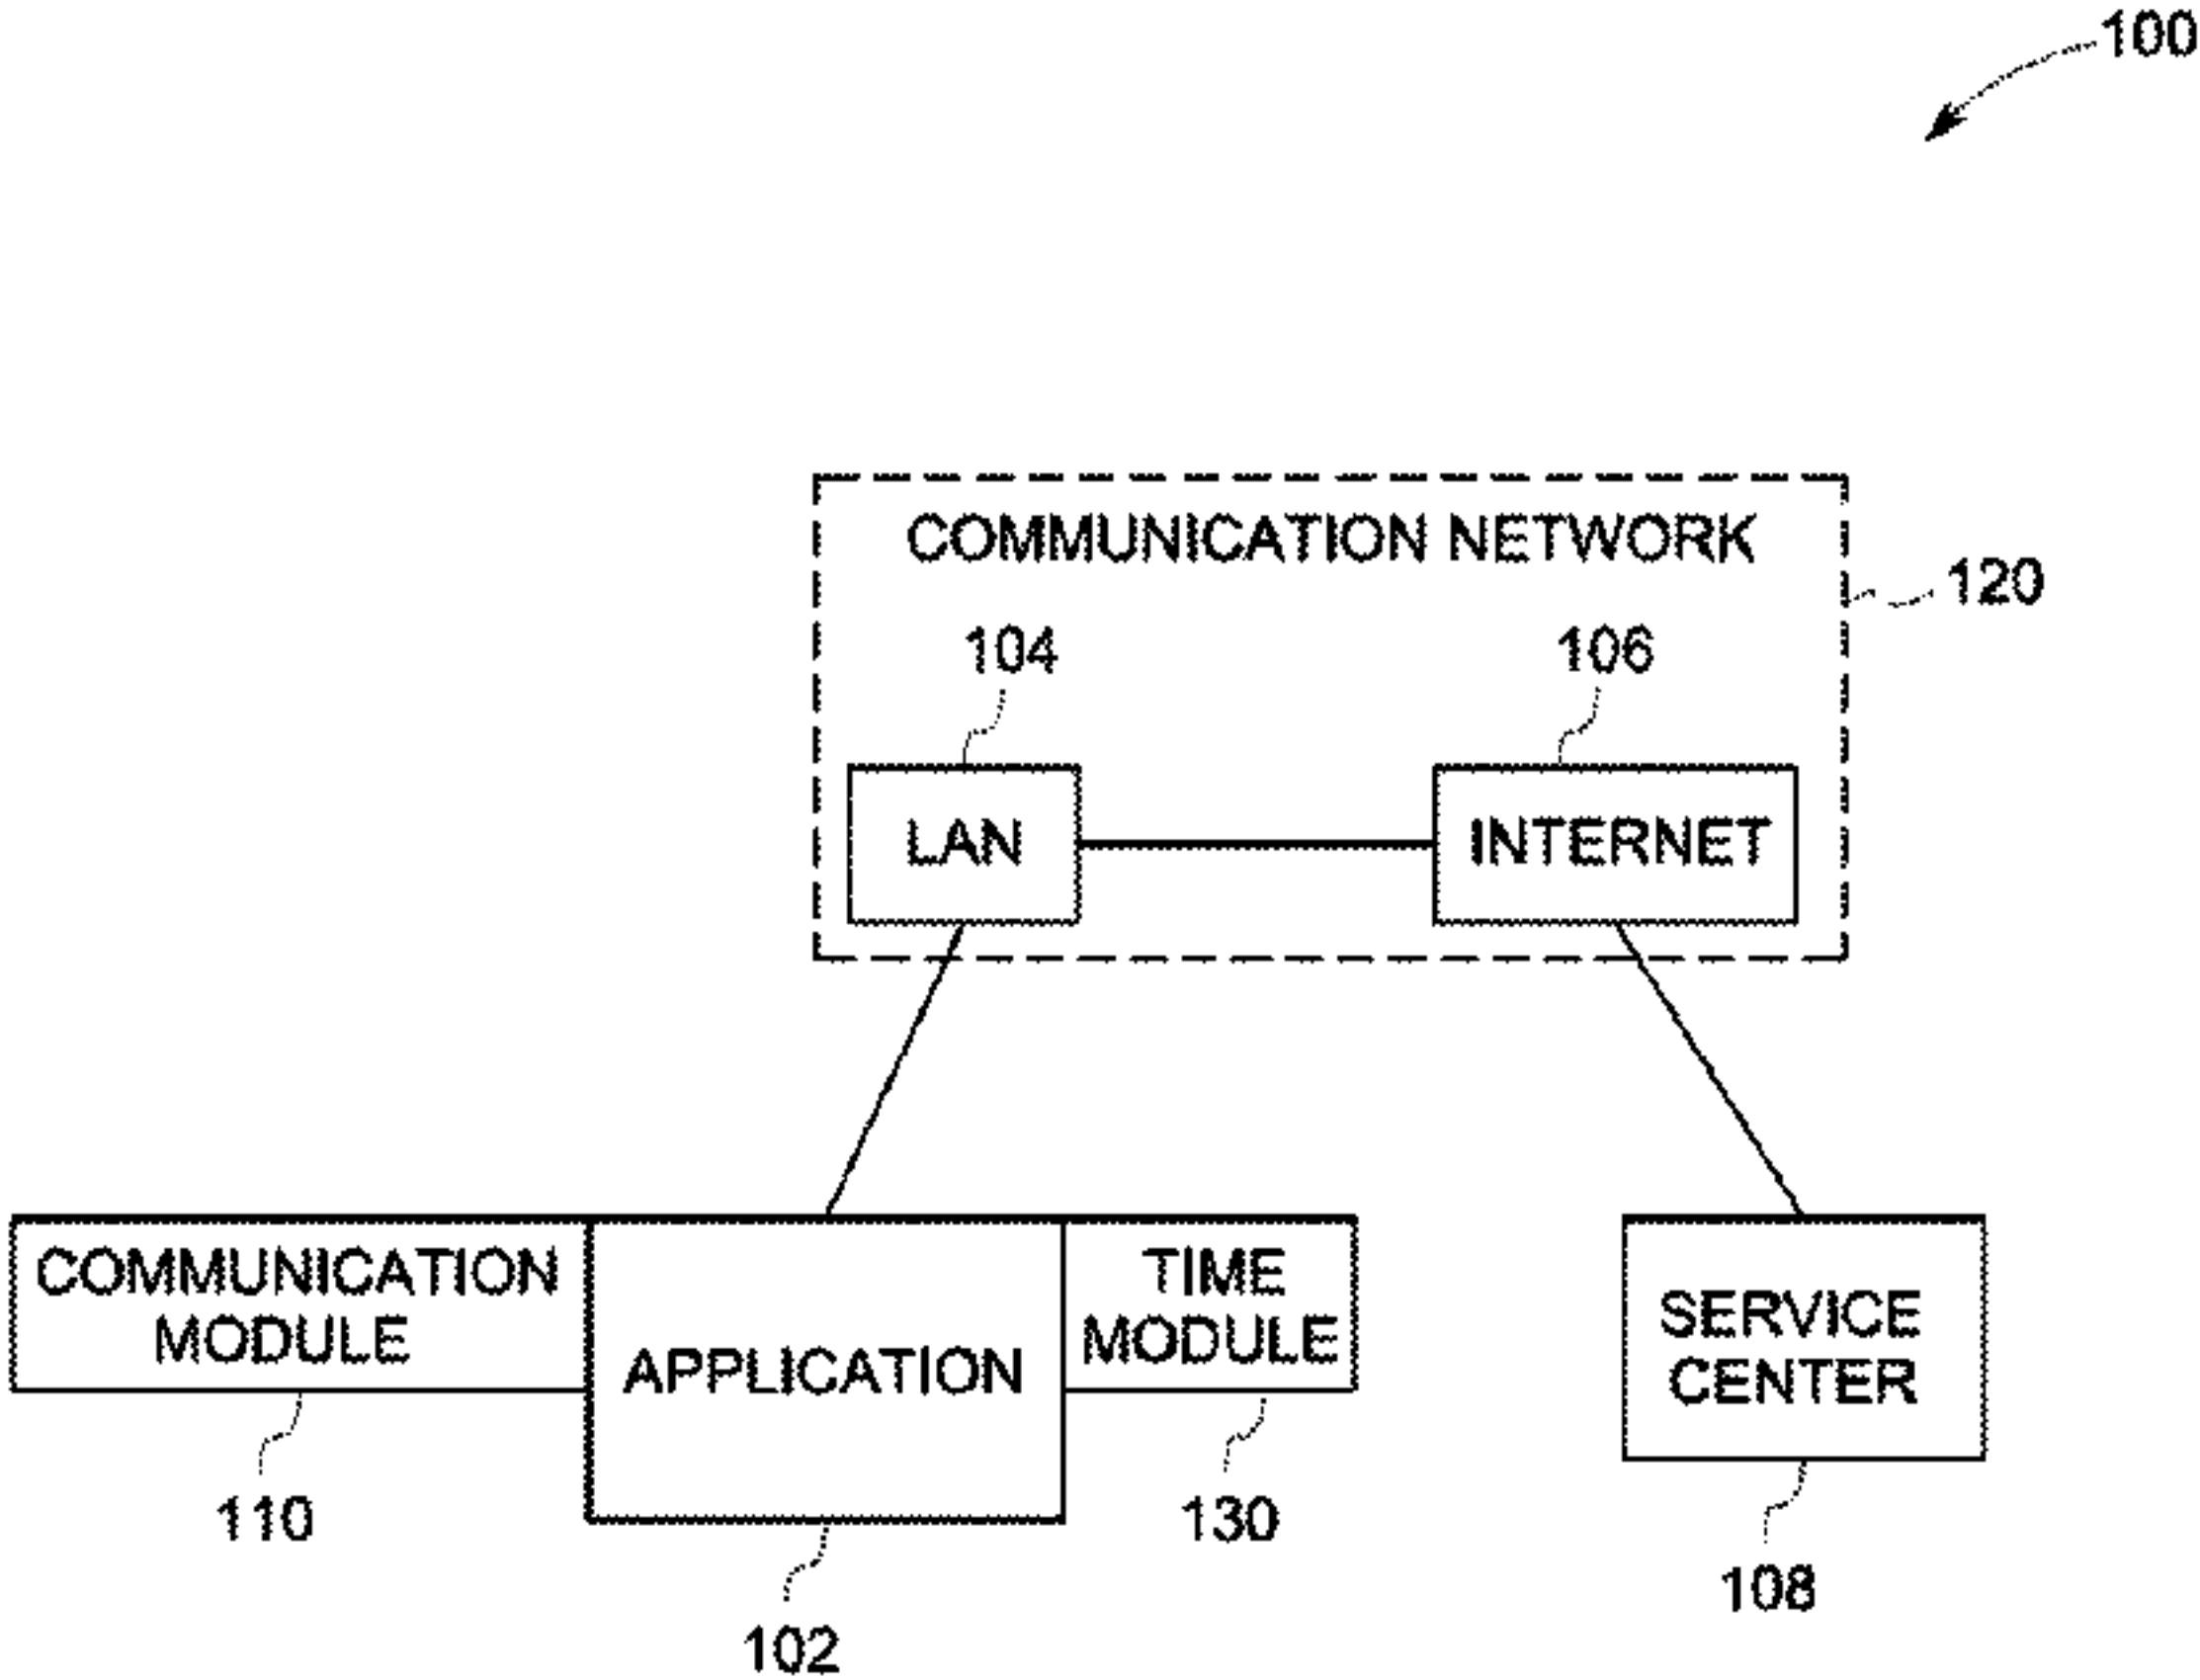 100
COMMUNICATION NETWORK
120
104
106
LAN
INTERNET
COMMUNICATION
MODULE
APPLICATION
TIME
MODULE
SERVICE
CENTER
110
102
130
108